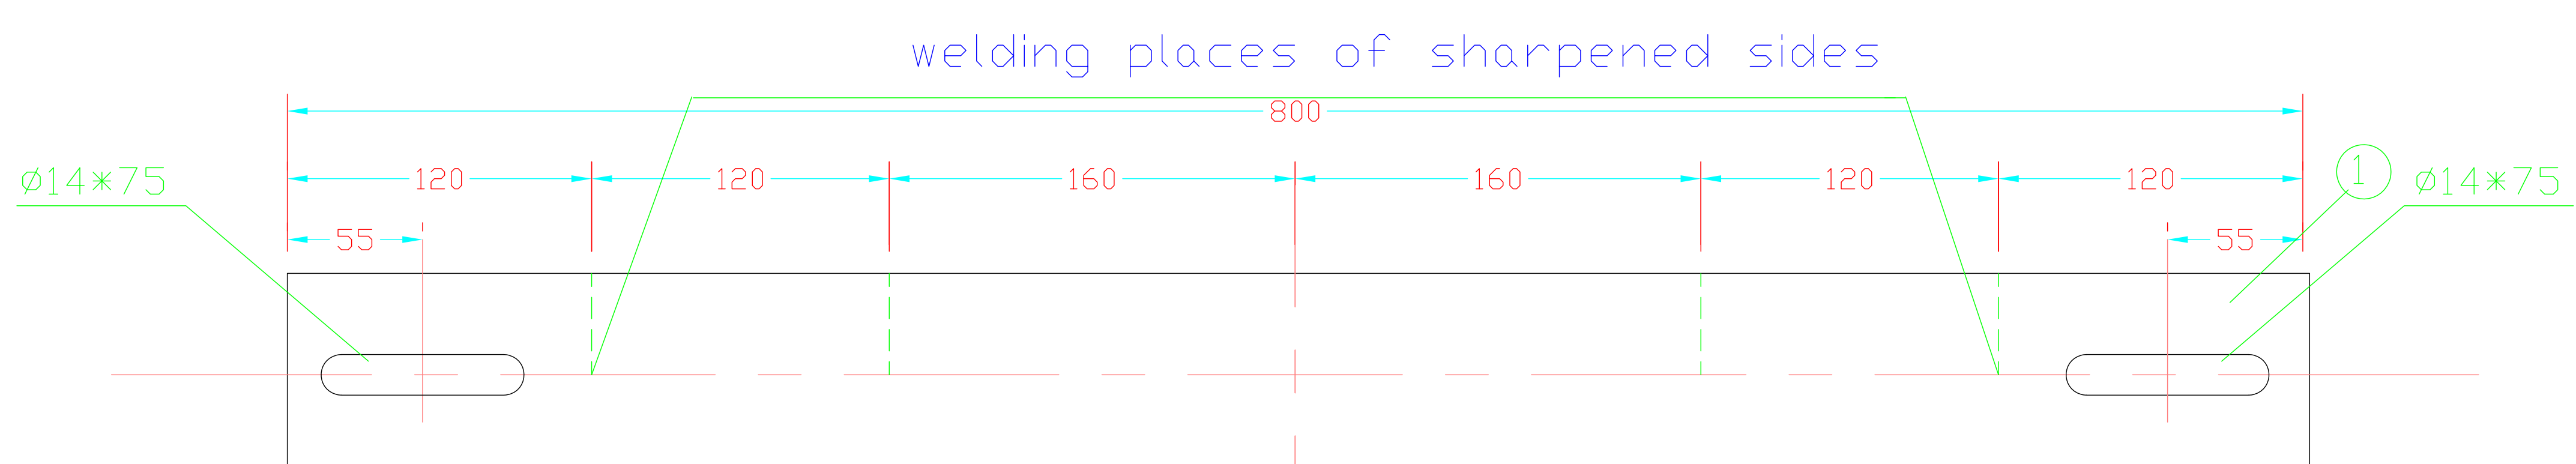 welding places of sharpened sides
800
120 120 160 160 120 120
ø14*75 1 ø14*75
55 55